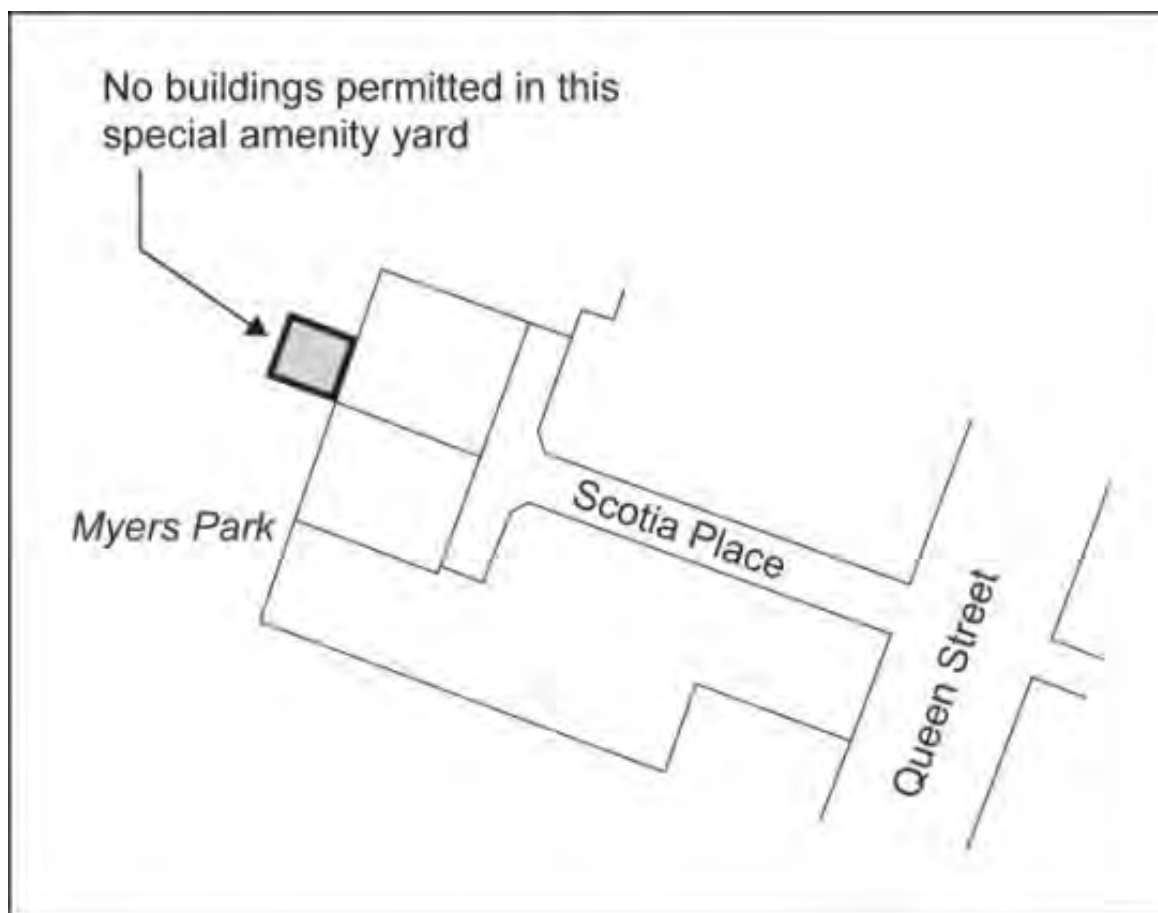 No buildings permitted in this
special amenity yard
Scotia Place
Myers Park
Queen Street